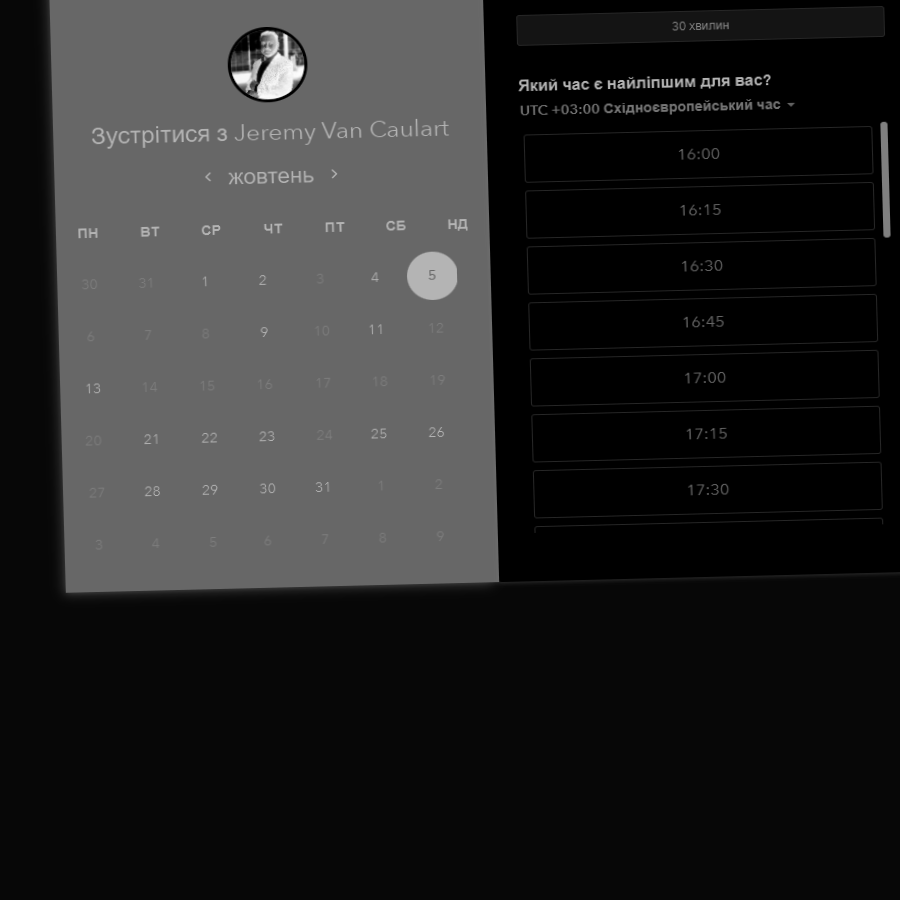 Зустрітися з Jeremy Van Caulart
жовтень
ПН ВТ СР ЧТ ПТ СБ НД
30 31 1 2 3 4 5
6 7 8 9 10 11 12
13 14 15 16 17 18 19
20 21 22 23 24 25 26
27 28 29 30 31 1 2
3 4 5 6 7 8 9
30 хвилин
Який час є найліпшим для вас?
UTC +03:00 Східноєвропейський час
16:00
16:15
16:30
16:45
17:00
17:15
17:30